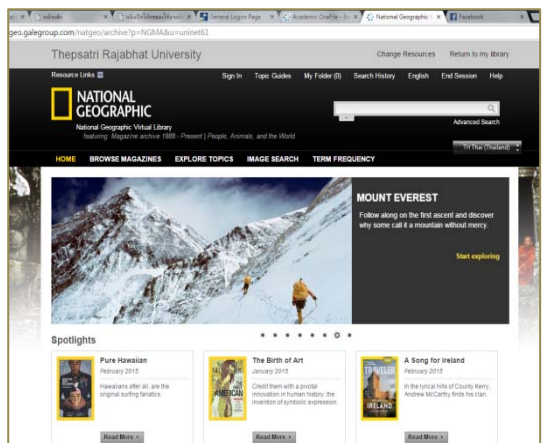 General Logon Page
Academic OneFile
National Geographic
Facebook
geo.galegroup.com/natgeo/archive?p=NGMA&u=uninet61
Thepsatri Rajabhat University
Change Resources
Return to my library
Resource Links
Sign In
Topic Guides
My Folder (0)
Search History
English
End Session
Help
NATIONAL
GEOGRAPHIC
National Geographic Virtual Library
featuring: Magazine archive 1888 - Present | People, Animals, and the World
Advanced Search
TH Thai (Thailand)
HOME
BROWSE MAGAZINES
EXPLORE TOPICS
IMAGE SEARCH
TERM FREQUENCY
MOUNT EVEREST
Follow along on the first ascent and discover
why some call it a mountain without mercy.
Start exploring
Spotlights
Pure Hawaiian
February 2015
Hawaiians after all, are the
original surfing fanatics.
Read More
The Birth of Art
January 2015
Credit them with a pivotal
innovation in human history: the
invention of symbolic expression.
Read More
A Song for Ireland
February 2015
In the lyrical hills of County Kerry,
Andrew McCarthy finds his clan.
Read More
AMERICAN
TRAVELER
IRELAND